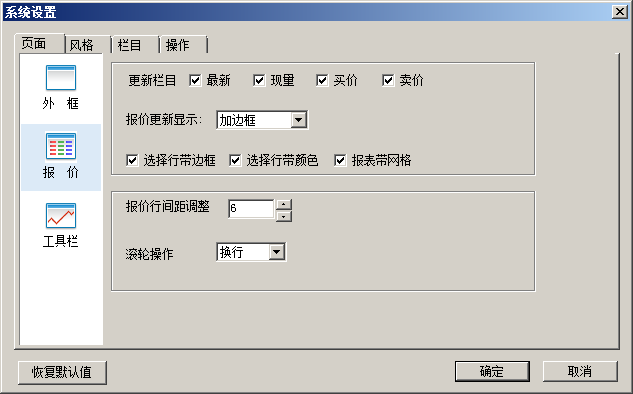 系统设置
页面 风格 栏目 操作
外 框
报 价
工具栏
更新栏目 最新 现量 买价 卖价
报价更新显示: 加边框
选择行带边框 选择行带颜色 报表带网格
报价行间距调整 6
滚轮操作 换行
恢复默认值 确定 取消